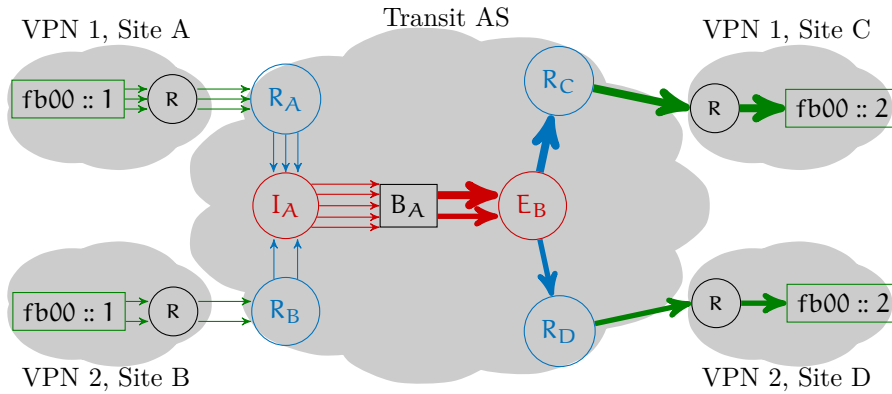 Transit AS
VPN 1, Site A
VPN 1, Site C
fb00 :: 1
R
R_A
R_C
R
fb00 :: 2
I_A
B_A
E_B
fb00 :: 1
R
R_B
R_D
R
fb00 :: 2
VPN 2, Site B
VPN 2, Site D